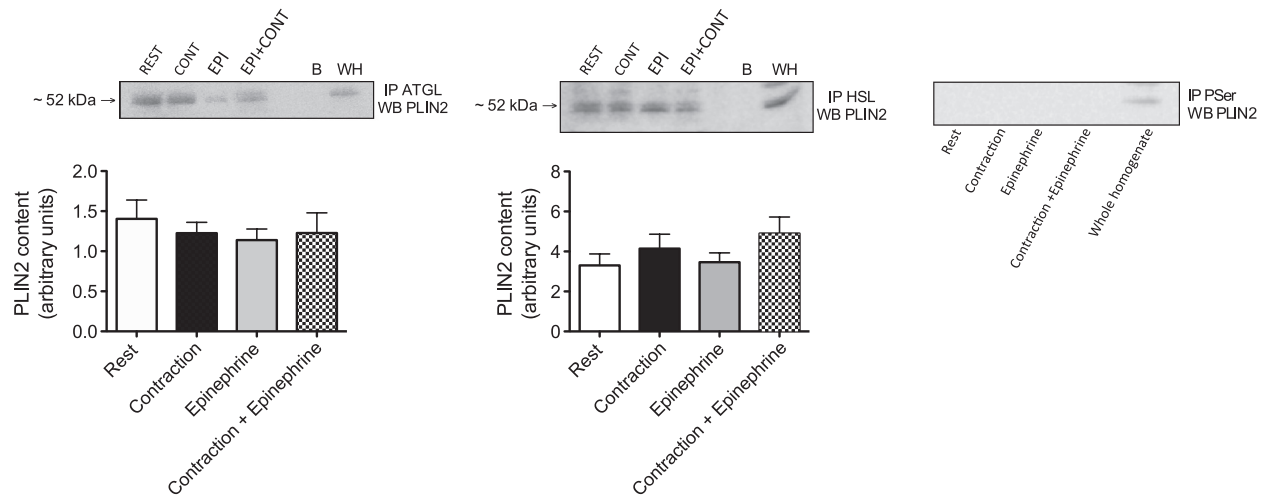 REST CONT EPI EPI+CONT B WH
~ 52 kDa →
IP ATGL
WB PLIN2
PLIN2 content
(arbitrary units)
2.0
1.5
1.0
0.5
0.0
Rest
Contraction
Epinephrine
Contraction + Epinephrine
REST CONT EPI EPI+CONT B WH
~ 52 kDa →
IP HSL
WB PLIN2
PLIN2 content
(arbitrary units)
8
6
4
2
0
Rest
Contraction
Epinephrine
Contraction + Epinephrine
IP PSer
WB PLIN2
Rest
Contraction
Epinephrine
Contraction +Epinephrine
Whole homogenate